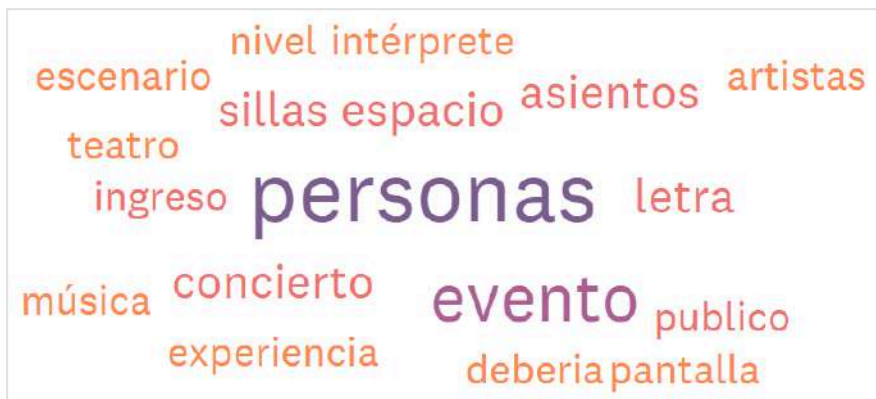 nivel intérprete
escenario
sillas espacio asientos artistas
teatro
ingreso personas letra
música concierto evento publico
experiencia
deberia pantalla